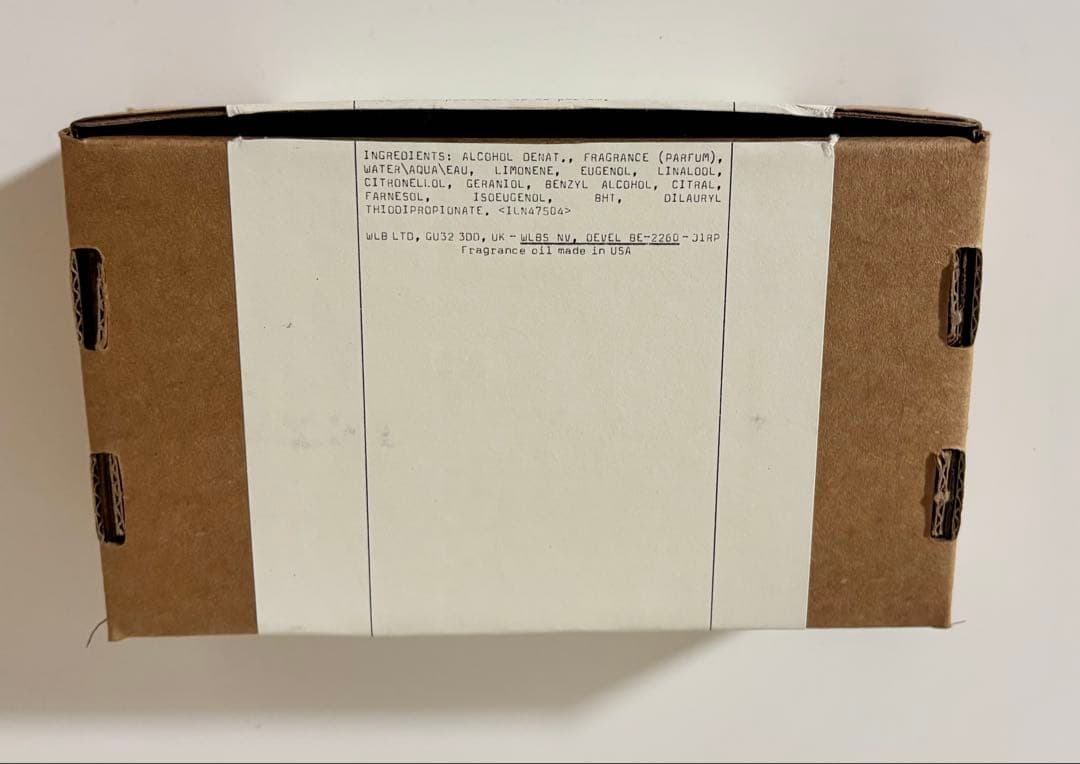 INGREDIENTS: ALCOHOL DENAT., FRAGRANCE (PARFUM),
WATER\AQUA\EAU, LIMONENE, EUGENOL, LINALOOL,
CITRONELLOL, GERANIOL, BENZYL ALCOHOL, CITRAL,
FARNESOL, ISOEUGENOL, BHT, DILAURYL
THIODIPROPIONATE, <ILN47504>
WLB LTD, GU32 3DD, UK - WLBS NV, DEVEL BE-2260 - J1RP
Fragrance oil made in USA